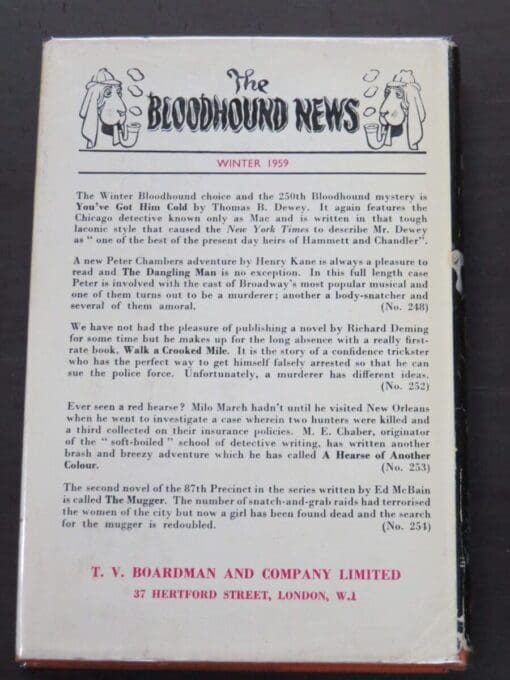 The
BLOODHOUND NEWS
WINTER 1959
The Winter Bloodhound choice and the 250th Bloodhound mystery is
You've Got Him Cold by Thomas B. Dewey. It again features the
Chicago detective known only as Mac and is written in that tough
laconic style that caused the New York Times to describe Mr. Dewey
as " one of the best of the present day heirs of Hammett and Chandler".
A new Peter Chambers adventure by Henry Kane is always a pleasure to
read and The Dangling Man is no exception. In this full length case
Peter is involved with the cast of Broadway's most popular musical and
one of them turns out to be a murderer; another a body-snatcher and
several of them amoral. (No. 248)
We have not had the pleasure of publishing a novel by Richard Deming
for some time but he makes up for the long absence with a really first-
rate book, Walk a Crooked Mile. It is the story of a confidence trickster
who has the perfect way to get himself falsely arrested so that he can
sue the police force. Unfortunately, a murderer has different ideas.
(No. 252)
Ever seen a red hearse? Milo March hadn't until he visited New Orleans
when he went to investigate a case wherein two hunters were killed and
a third collected on their insurance policies. M. E. Chaber, originator
of the " soft-boiled " school of detective writing, has written another
brash and breezy adventure which he has called A Hearse of Another
Colour. (No. 253)
The second novel of the 87th Precinct in the series written by Ed McBain
is called The Mugger. The number of snatch-and-grab raids had terrorised
the women of the city but now a girl has been found dead and the search
for the mugger is redoubled. (No. 254)
T. V. BOARDMAN AND COMPANY LIMITED
37 HERTFORD STREET, LONDON, W.1